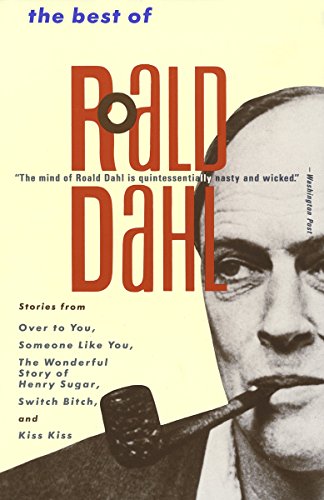 the best of
ROALD
"The mind of Roald Dahl is quintessentially nasty and wicked."
— Washington Post
DAHL
Stories from
Over to You,
Someone Like You,
The Wonderful
Story of
Henry Sugar,
Switch Bitch,
and
Kiss Kiss